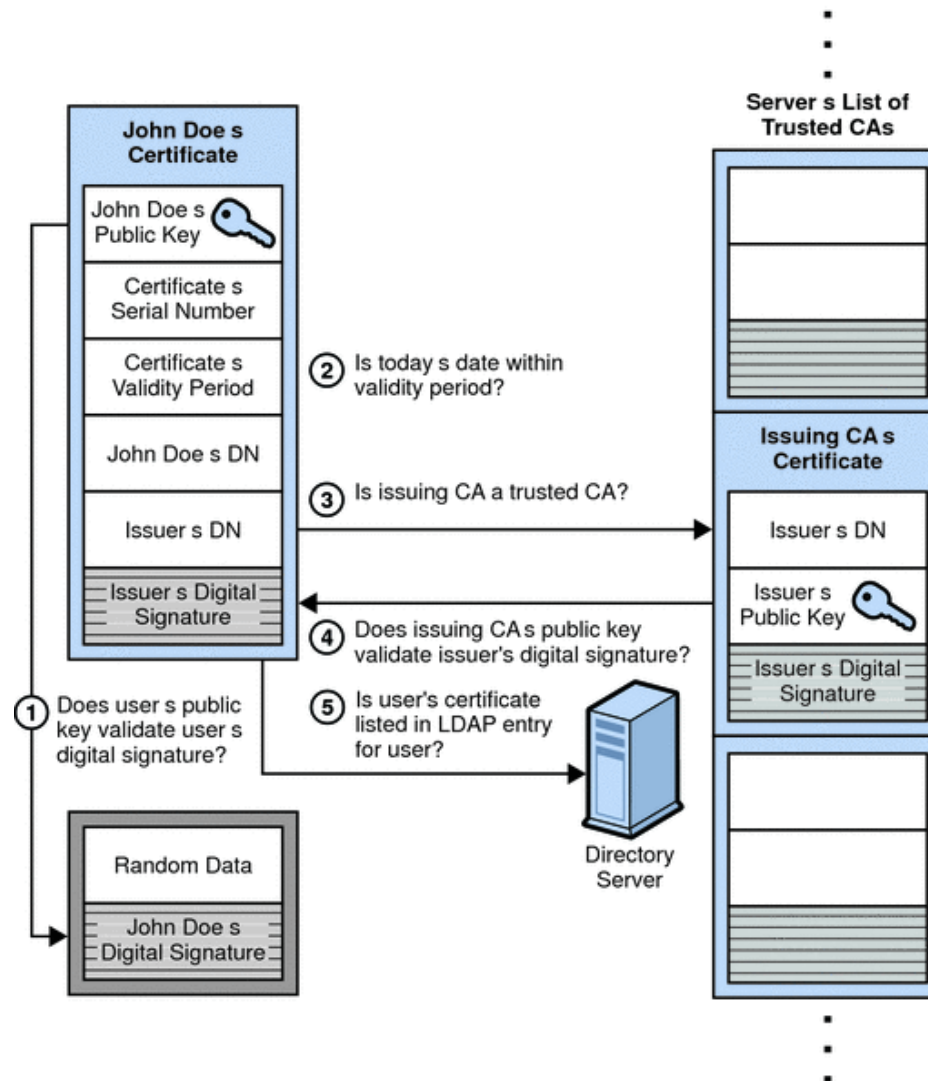 Server s List of
Trusted CAs
John Doe s
Certificate
John Doe s
Public Key
Certificate s
Serial Number
Certificate s
Validity Period
John Doe s DN
Issuer s DN
Issuer s Digital
Signature
2 Is today s date within
validity period?
3 Is issuing CA a trusted CA?
Issuing CA s
Certificate
Issuer s DN
Issuer s
Public Key
Issuer s Digital
Signature
4 Does issuing CA s public key
validate issuer's digital signature?
5 Is user's certificate
listed in LDAP entry
for user?
1 Does user s public
key validate user s
digital signature?
Directory
Server
Random Data
John Doe s
Digital Signature